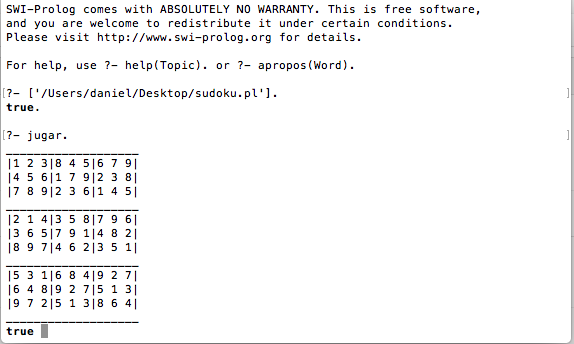 SWI-Prolog comes with ABSOLUTELY NO WARRANTY. This is free software,
and you are welcome to redistribute it under certain conditions.
Please visit http://www.swi-prolog.org for details.
For help, use ?- help(Topic). or ?- apropos(Word).
[?- ['/Users/daniel/Desktop/sudoku.pl']. ]
true.
[?- jugar. ]
___________________
|1 2 3|8 4 5|6 7 9|
|4 5 6|1 7 9|2 3 8|
|7 8 9|2 3 6|1 4 5|
___________________
|2 1 4|3 5 8|7 9 6|
|3 6 5|7 9 1|4 8 2|
|8 9 7|4 6 2|3 5 1|
___________________
|5 3 1|6 8 4|9 2 7|
|6 4 8|9 2 7|5 1 3|
|9 7 2|5 1 3|8 6 4|
___________________
true